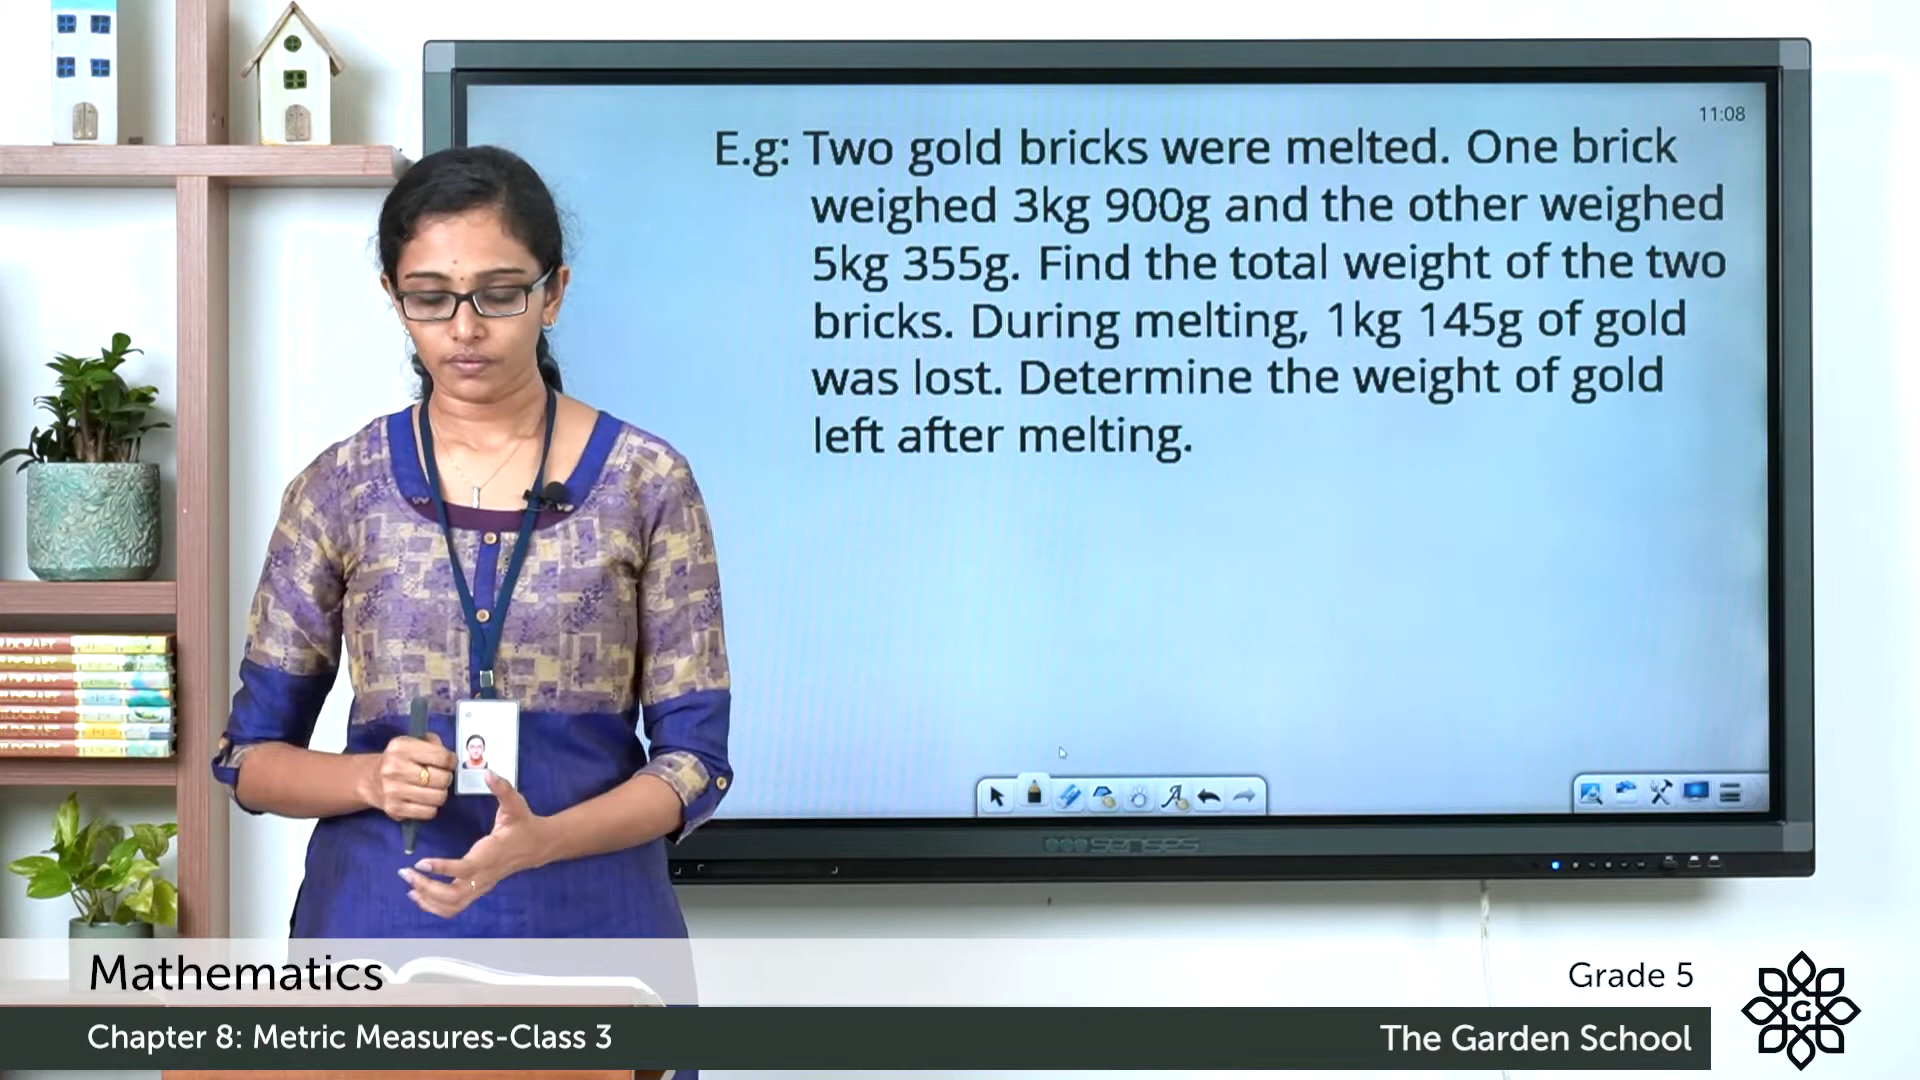 11:08
E.g: Two gold bricks were melted. One brick
weighed 3kg 900g and the other weighed
5kg 355g. Find the total weight of the two
bricks. During melting, 1kg 145g of gold
was lost. Determine the weight of gold
left after melting.
senses
Mathematics
Grade 5
Chapter 8: Metric Measures-Class 3
The Garden School
G